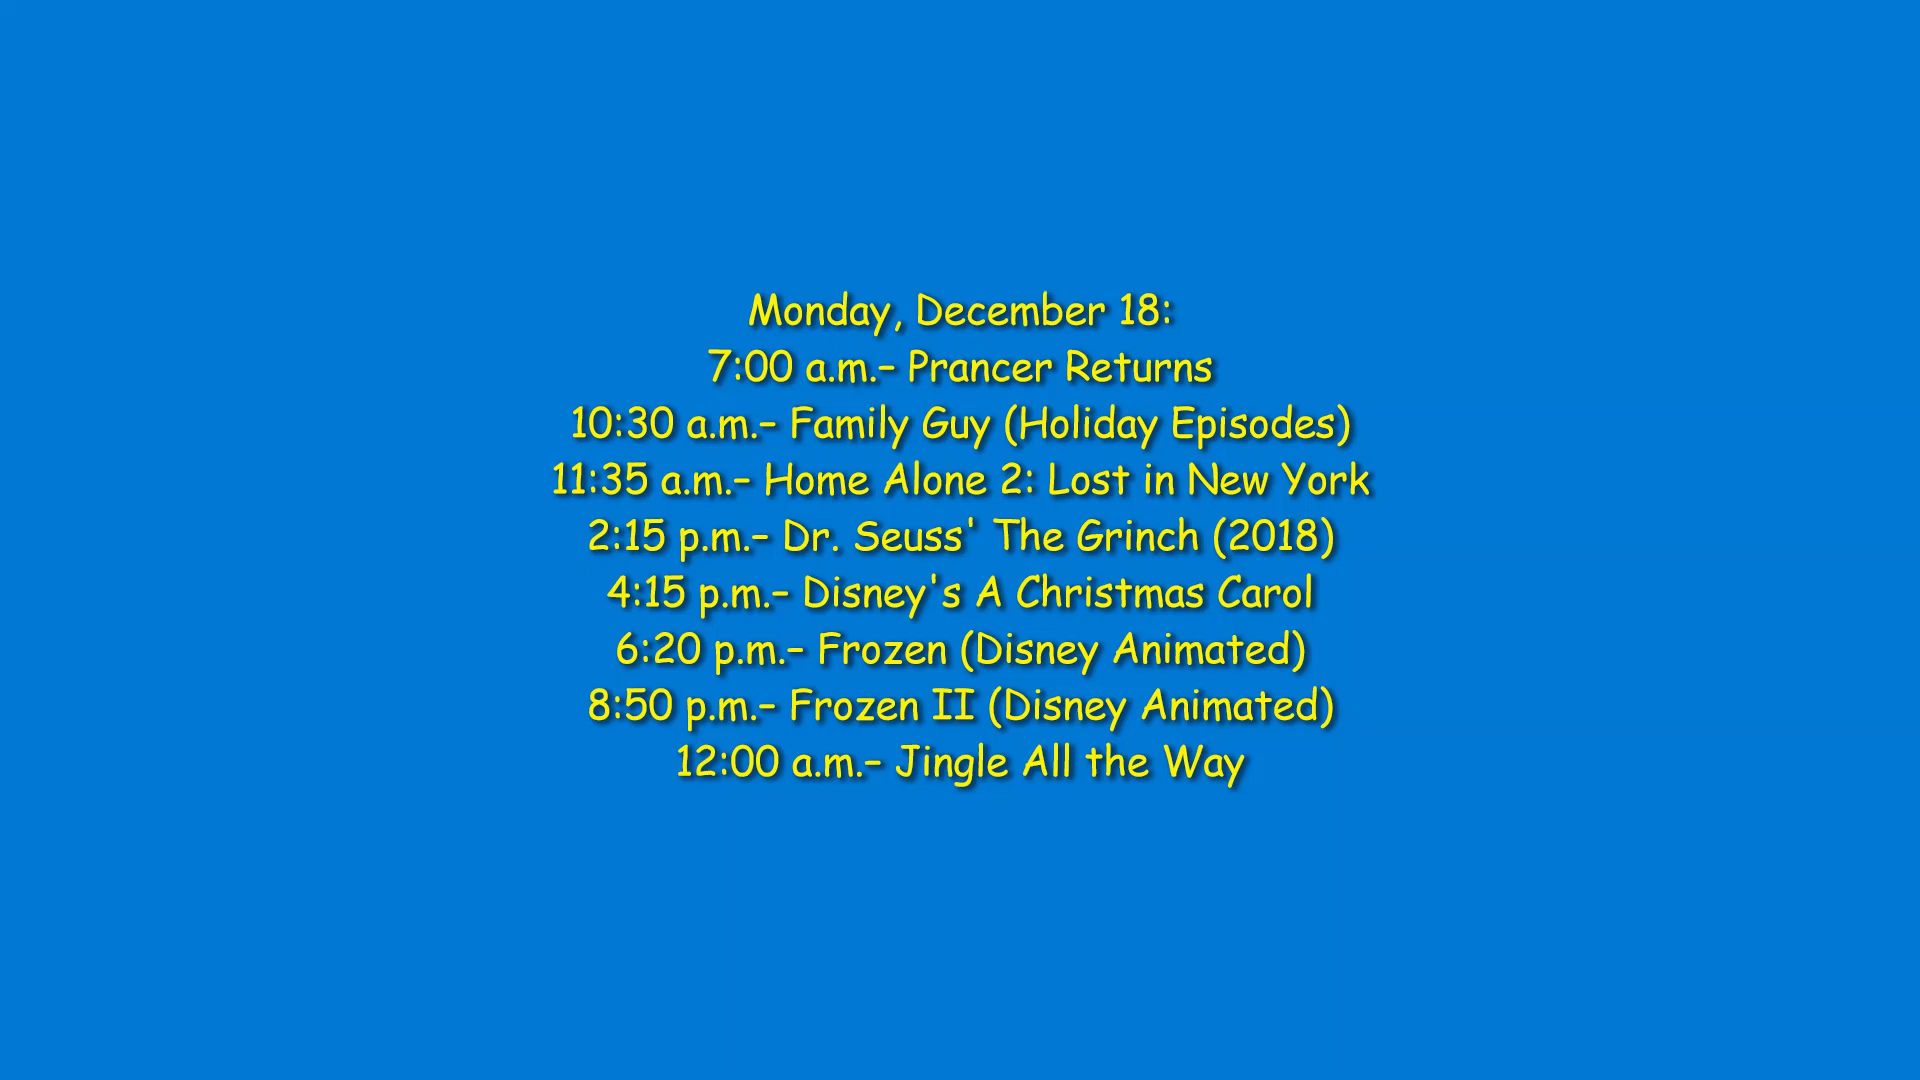 Monday, December 18:
7:00 a.m.– Prancer Returns
10:30 a.m.– Family Guy (Holiday Episodes)
11:35 a.m.– Home Alone 2: Lost in New York
2:15 p.m.– Dr. Seuss' The Grinch (2018)
4:15 p.m.– Disney's A Christmas Carol
6:20 p.m.– Frozen (Disney Animated)
8:50 p.m.– Frozen II (Disney Animated)
12:00 a.m.– Jingle All the Way